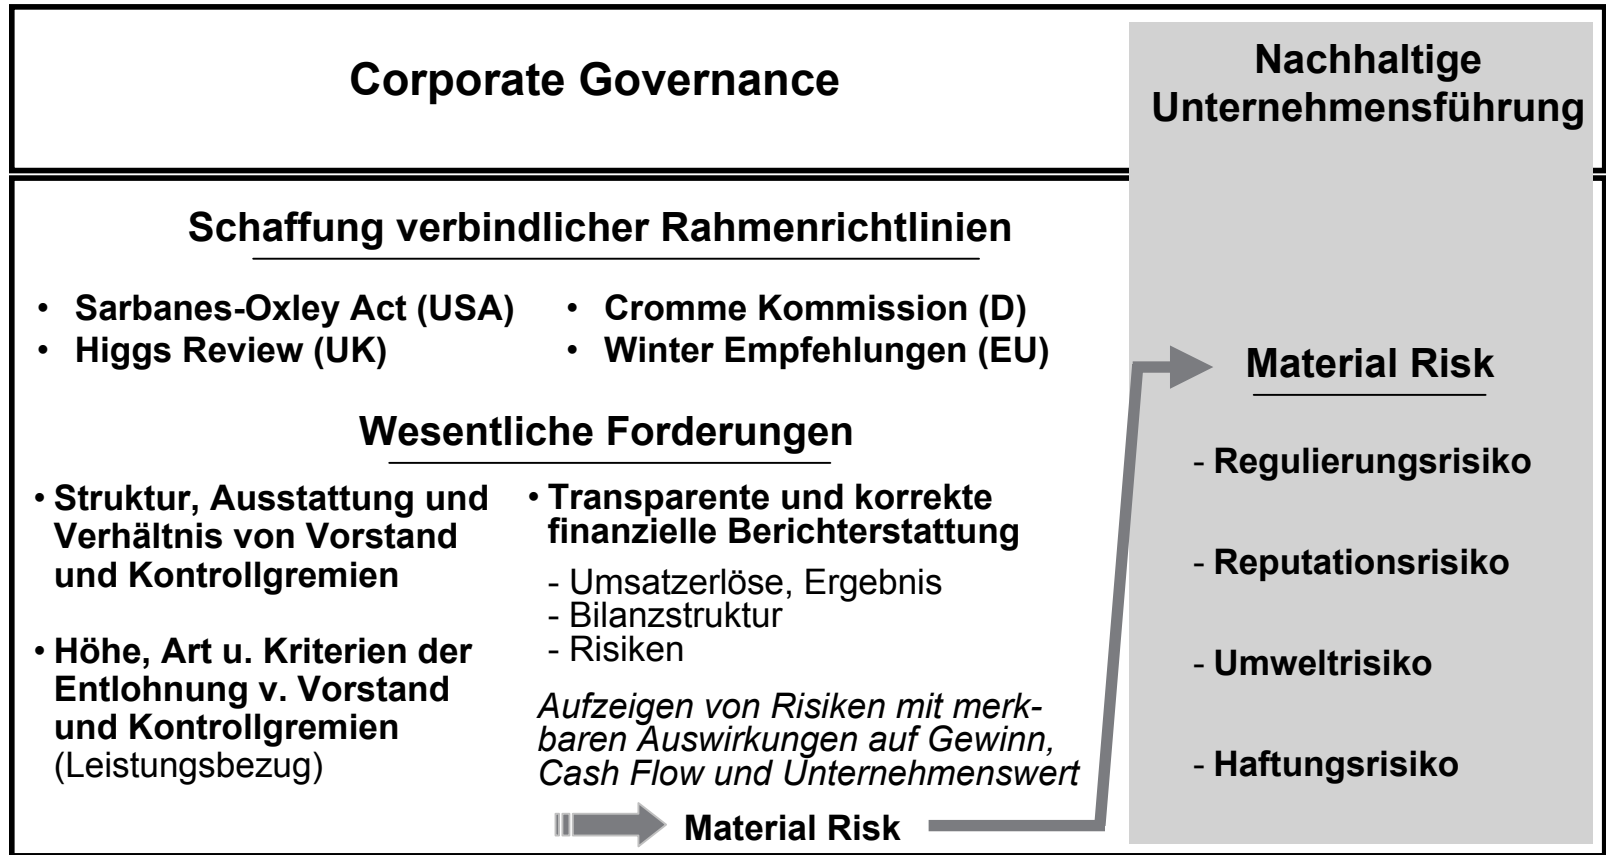 Corporate Governance
Nachhaltige
Unternehmensführung
Schaffung verbindlicher Rahmenrichtlinien
• Sarbanes-Oxley Act (USA)
• Higgs Review (UK)
• Cromme Kommission (D)
• Winter Empfehlungen (EU)
Wesentliche Forderungen
• Struktur, Ausstattung und
Verhältnis von Vorstand
und Kontrollgremien
• Höhe, Art u. Kriterien der
Entlohnung v. Vorstand
und Kontrollgremien
(Leistungsbezug)
• Transparente und korrekte
finanzielle Berichterstattung
- Umsatzerlöse, Ergebnis
- Bilanzstruktur
- Risiken
Aufzeigen von Risiken mit merk-
baren Auswirkungen auf Gewinn,
Cash Flow und Unternehmenswert
Material Risk
Material Risk
- Regulierungsrisiko
- Reputationsrisiko
- Umweltrisiko
- Haftungsrisiko